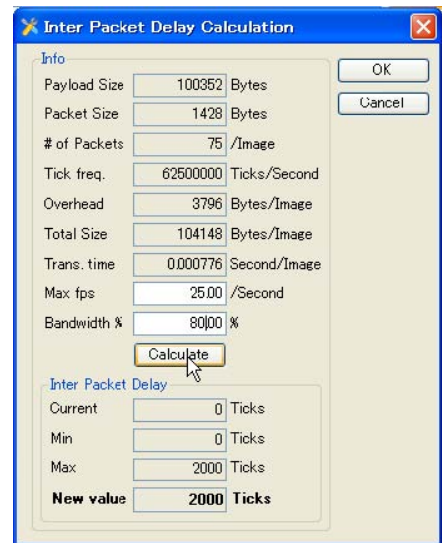 Inter Packet Delay Calculation
Info
OK
Cancel
Payload Size 100352 Bytes
Packet Size 1428 Bytes
# of Packets 75 /Image
Tick freq. 62500000 Ticks/Second
Overhead 3796 Bytes/Image
Total Size 104148 Bytes/Image
Trans. time 0.000776 Second/Image
Max fps 25.00 /Second
Bandwidth % 80.00 %
Calculate
Inter Packet Delay
Current 0 Ticks
Min 0 Ticks
Max 2000 Ticks
New value 2000 Ticks